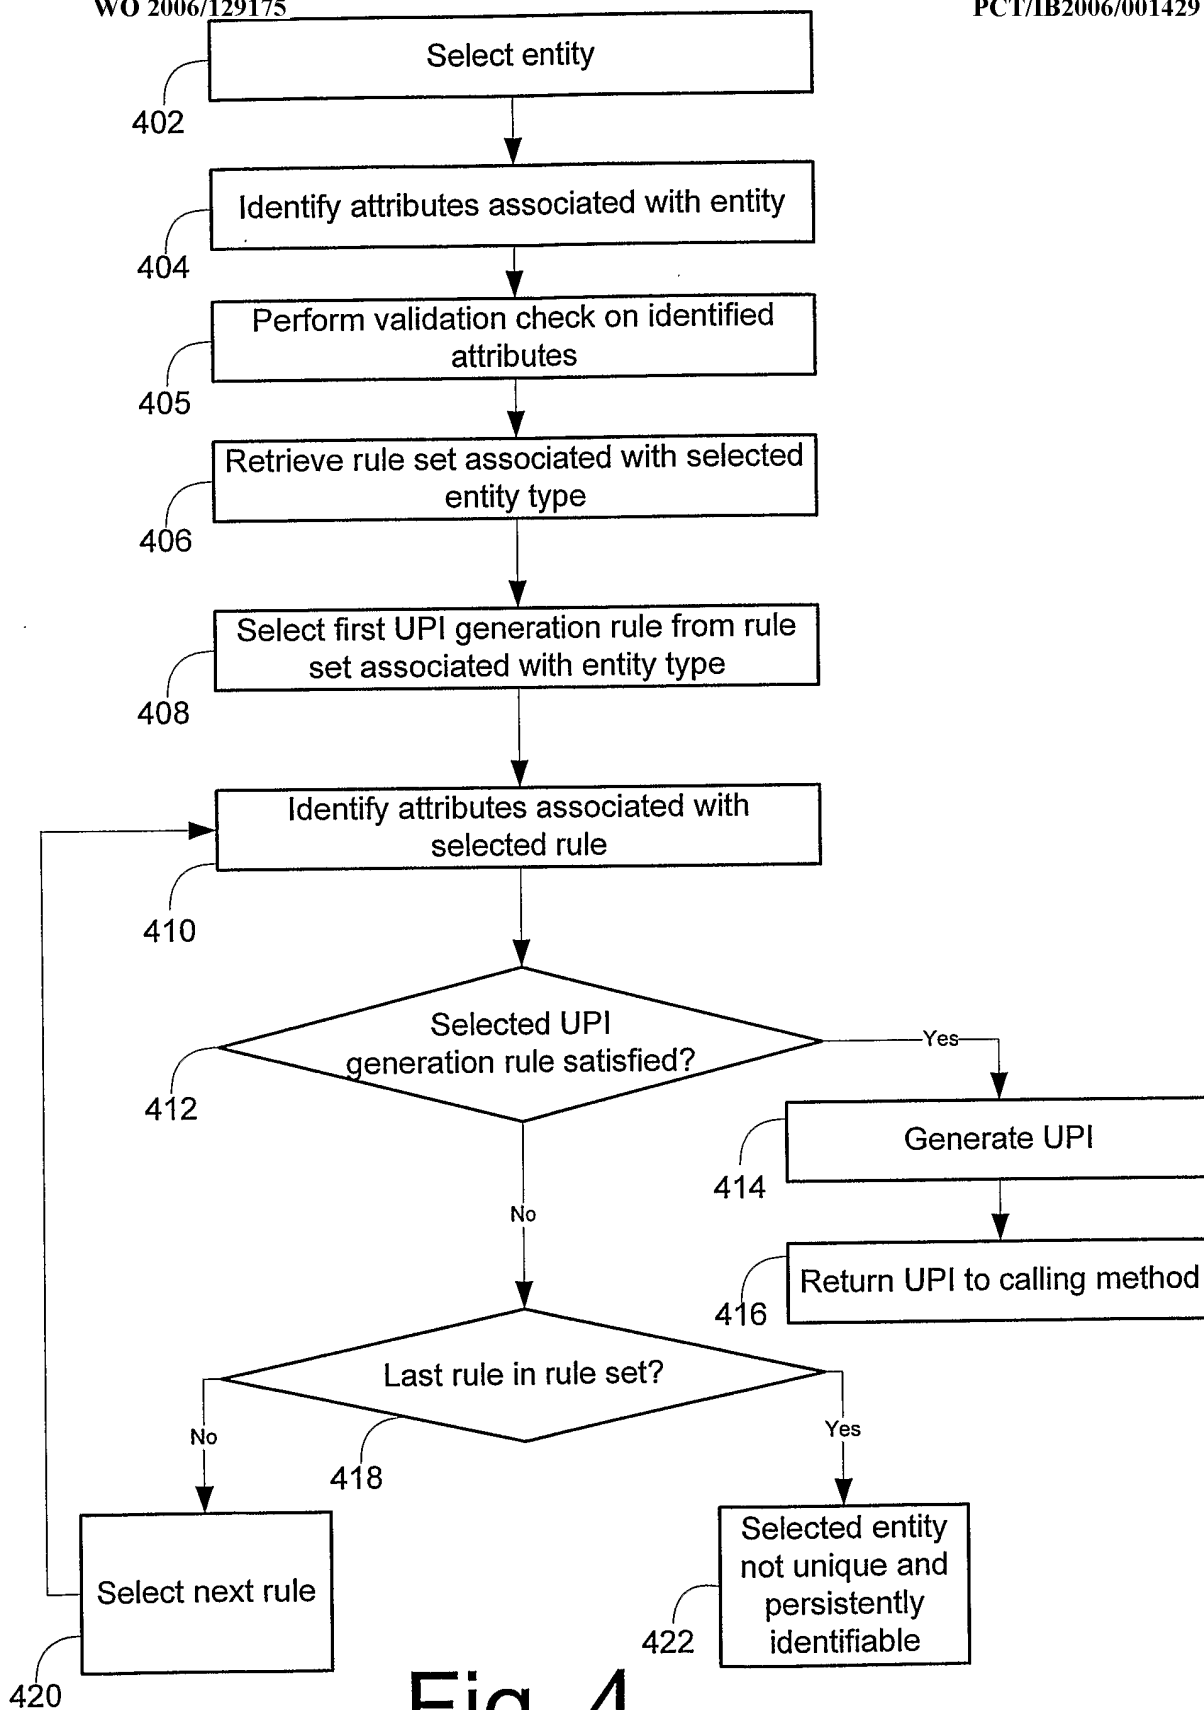 WO 2006/129175
PCT/IB2006/001429
Select entity
402
Identify attributes associated with entity
404
Perform validation check on identified
attributes
405
Retrieve rule set associated with selected
entity type
406
Select first UPI generation rule from rule
set associated with entity type
408
Identify attributes associated with
selected rule
410
Selected UPI
generation rule satisfied?
Yes
412
Generate UPI
414
No
Return UPI to calling method
416
Last rule in rule set?
No
Yes
418
Select next rule
420
Selected entity
not unique and
persistently
identifiable
422
Fig. 4